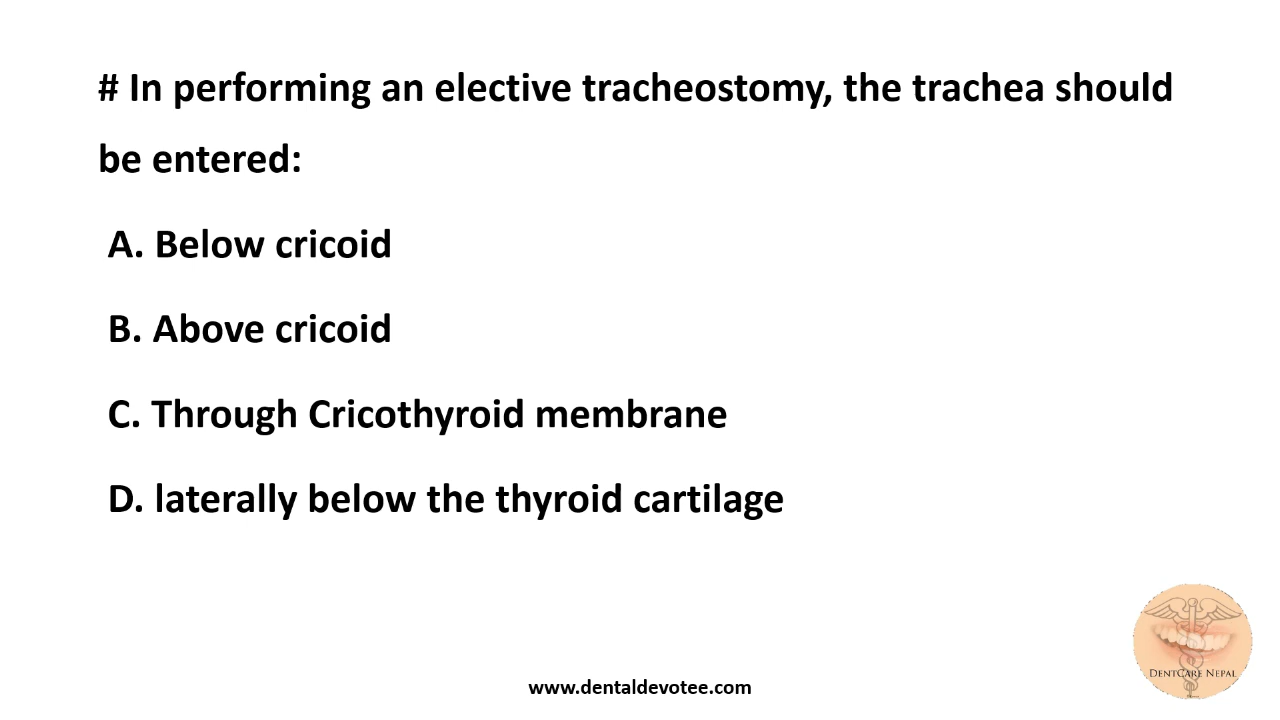 # In performing an elective tracheostomy, the trachea should
be entered:
A. Below cricoid
B. Above cricoid
C. Through Cricothyroid membrane
D. laterally below the thyroid cartilage
DentCare Nepal
www.dentaldevotee.com